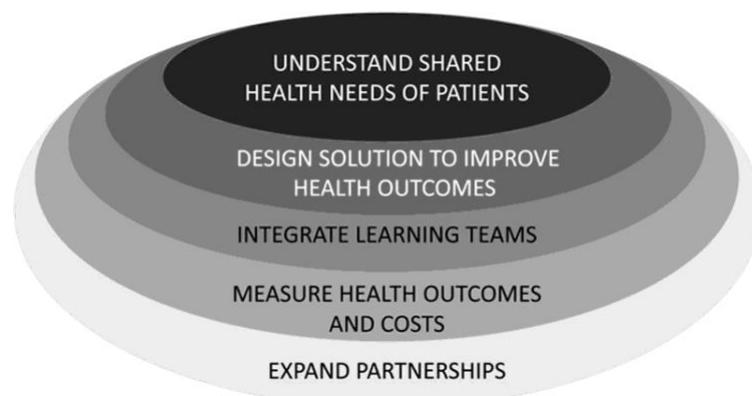 UNDERSTAND SHARED
HEALTH NEEDS OF PATIENTS
DESIGN SOLUTION TO IMPROVE
HEALTH OUTCOMES
INTEGRATE LEARNING TEAMS
MEASURE HEALTH OUTCOMES
AND COSTS
EXPAND PARTNERSHIPS